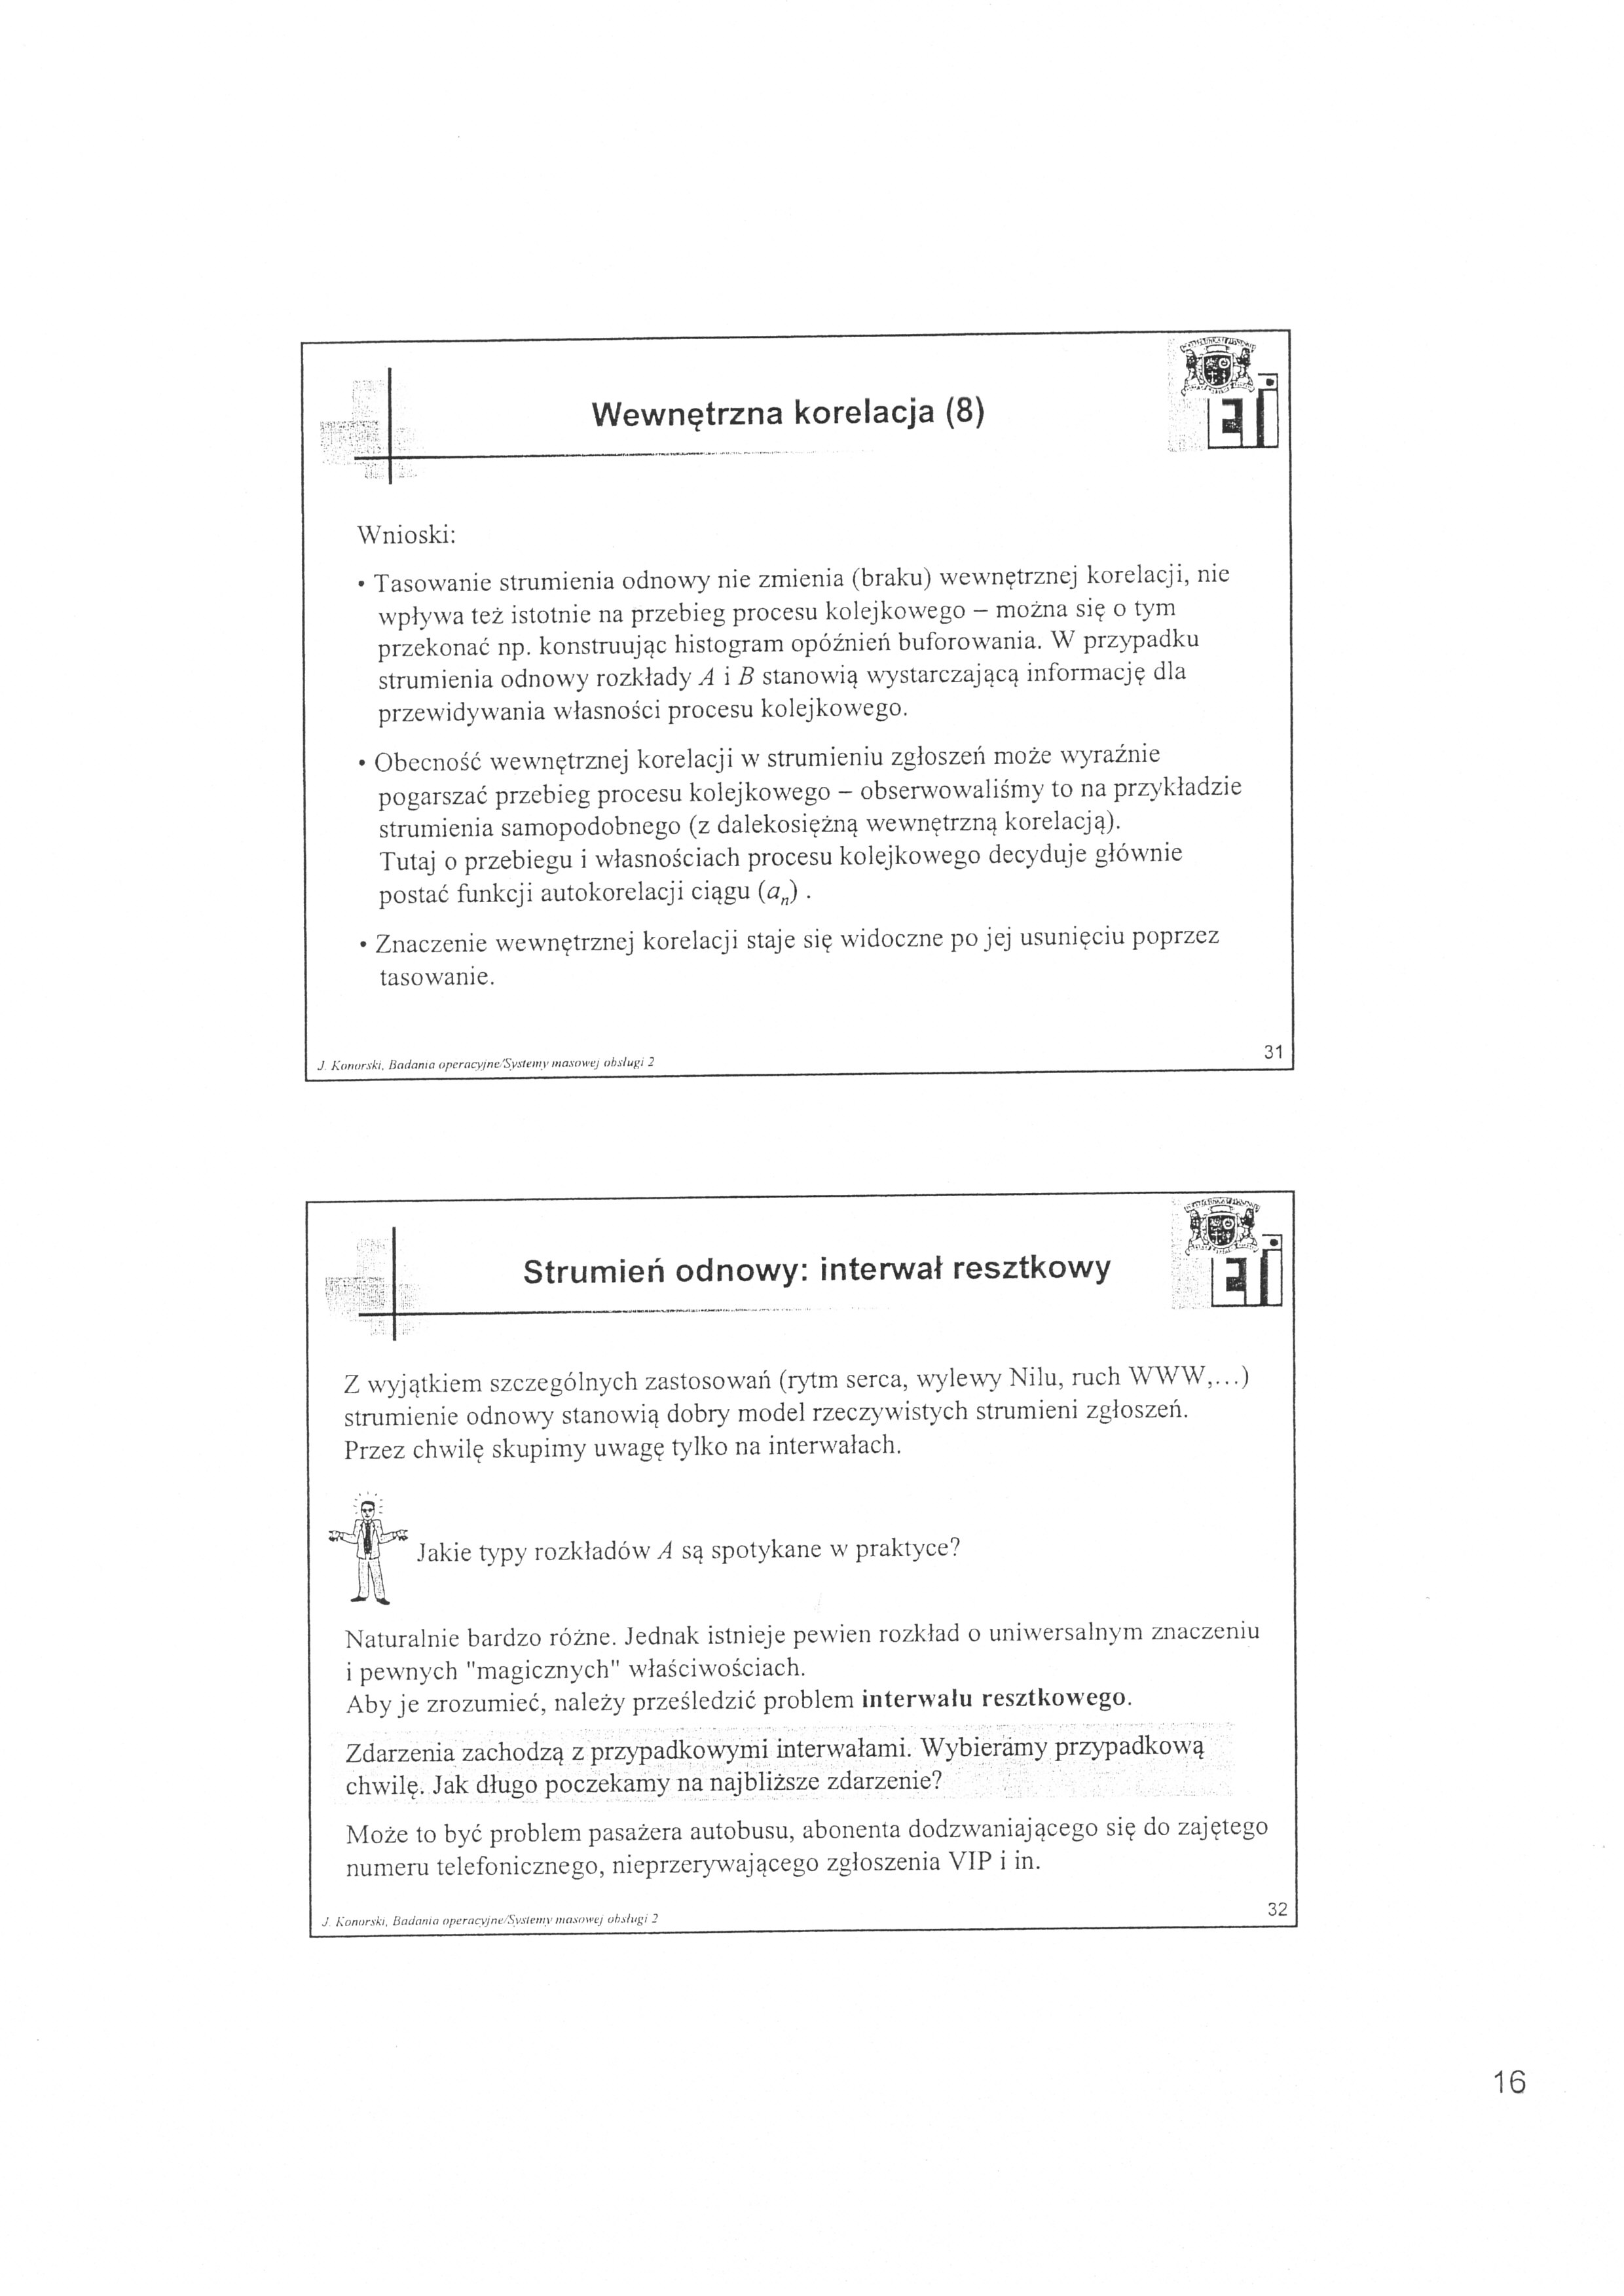 Wewnętrzna korelacja (8)
Wnioski:
• Tasowanie strumienia odnowy nie zmienia (braku) wewnętrznej korelacji, nie
wpływa też istotnie na przebieg procesu kolejkowego – można się o tym
przekonać np. konstruując histogram opóźnień buforowania. W przypadku
strumienia odnowy rozkłady A i B stanowią wystarczającą informację dla
przewidywania własności procesu kolejkowego.
• Obecność wewnętrznej korelacji w strumieniu zgłoszeń może wyraźnie
pogarszać przebieg procesu kolejkowego – obserwowaliśmy to na przykładzie
strumienia samopodobnego (z dalekosiężną wewnętrzną korelacją).
Tutaj o przebiegu i własnościach procesu kolejkowego decyduje głównie
postać funkcji autokorelacji ciągu (aₙ) .
• Znaczenie wewnętrznej korelacji staje się widoczne po jej usunięciu poprzez
tasowanie.
J. Konorski, Badania operacyjne/Systemy masowej obsługi 2
31
Strumień odnowy: interwał resztkowy
Z wyjątkiem szczególnych zastosowań (rytm serca, wylewy Nilu, ruch WWW,...)
strumienie odnowy stanowią dobry model rzeczywistych strumieni zgłoszeń.
Przez chwilę skupimy uwagę tylko na interwałach.
Jakie typy rozkładów A są spotykane w praktyce?
Naturalnie bardzo różne. Jednak istnieje pewien rozkład o uniwersalnym znaczeniu
i pewnych "magicznych" właściwościach.
Aby je zrozumieć, należy prześledzić problem interwału resztkowego.
Zdarzenia zachodzą z przypadkowymi interwałami. Wybieramy przypadkową
chwilę. Jak długo poczekamy na najbliższe zdarzenie?
Może to być problem pasażera autobusu, abonenta dodzwaniającego się do zajętego
numeru telefonicznego, nieprzerywającego zgłoszenia VIP i in.
J. Konorski, Badania operacyjne/Systemy masowej obsługi 2
32
16